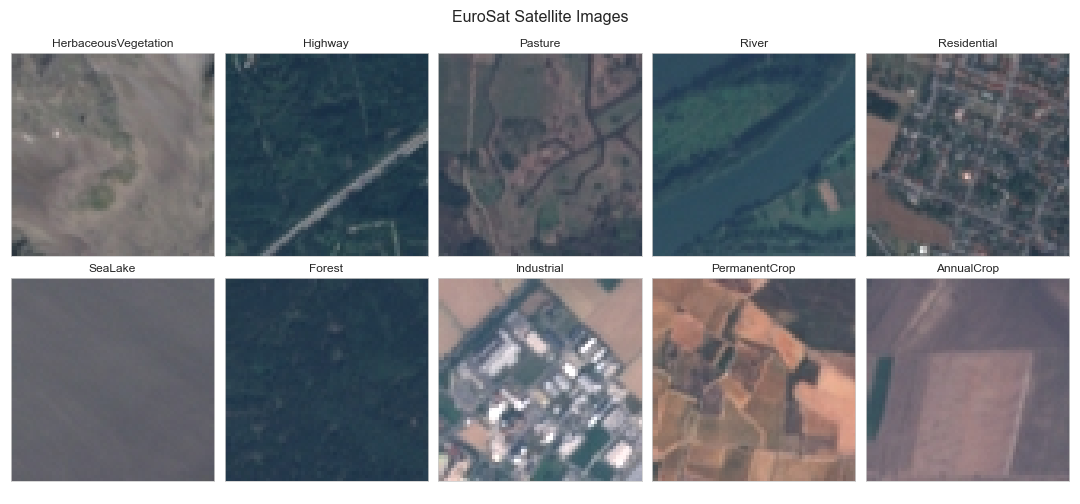 EuroSat Satellite Images
HerbaceousVegetation
Highway
Pasture
River
Residential
SeaLake
Forest
Industrial
PermanentCrop
AnnualCrop